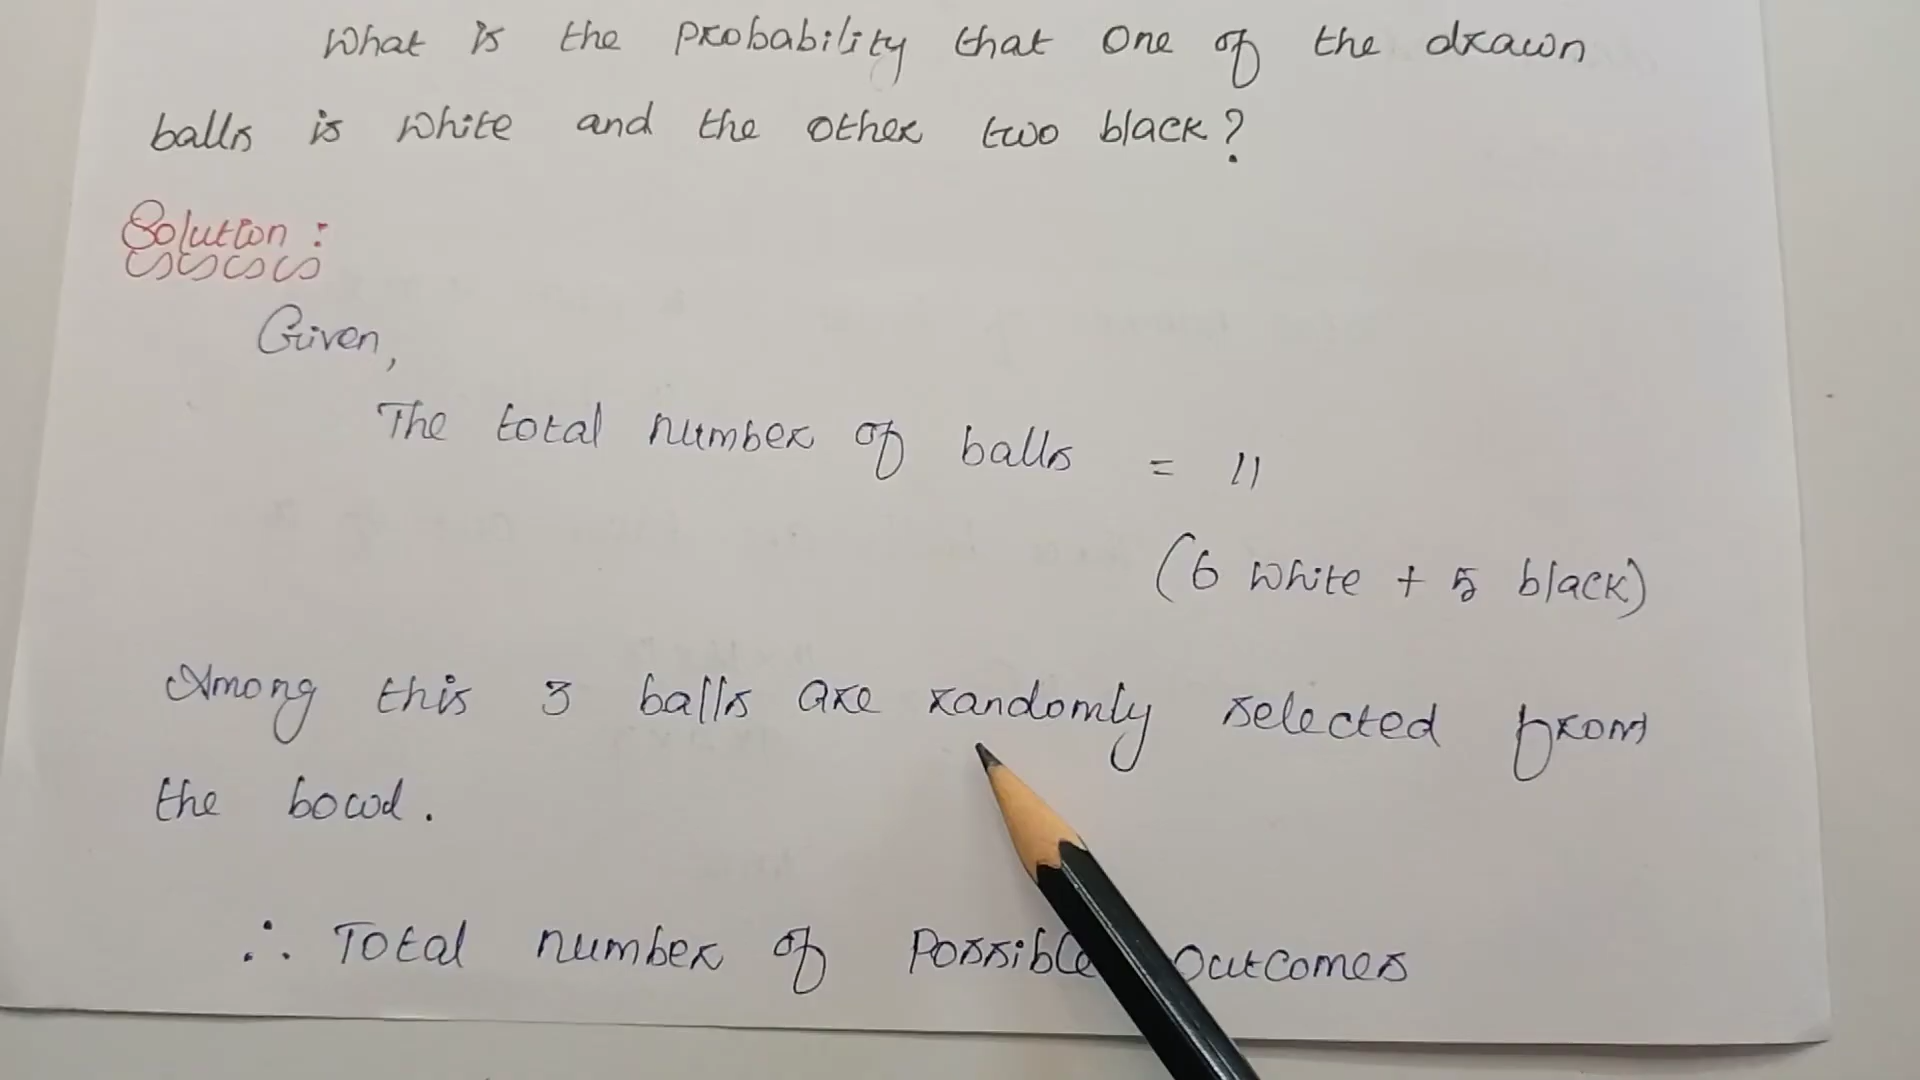 What is the probability that one of the drawn
balls is white and the other two black?
Solution :
Given,
The total number of balls = 11
(6 white + 5 black)
Among this 3 balls are randomly selected from
the bowl.
∴ Total number of possible outcomes